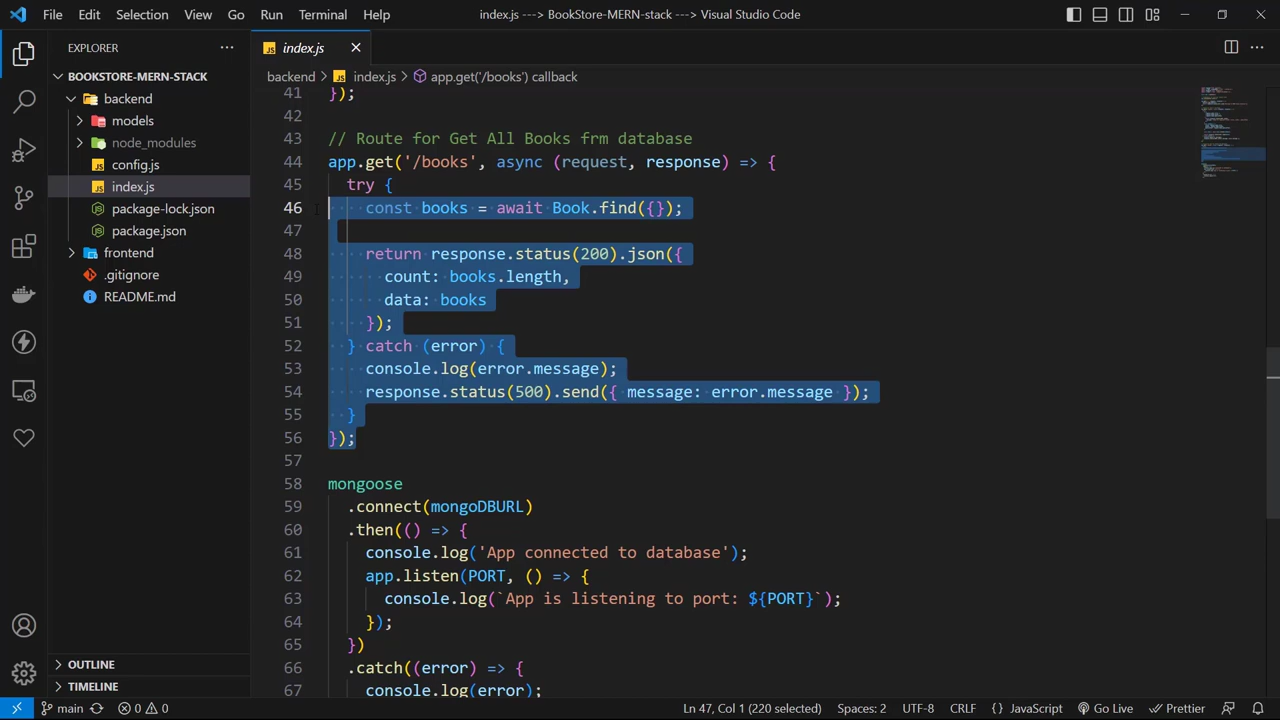 File Edit Selection View Go Run Terminal Help index.js ---> BookStore-MERN-stack ---> Visual Studio Code
EXPLORER
JS index.js
BOOKSTORE-MERN-STACK
backend
models
node_modules
JS config.js
JS index.js
package-lock.json
package.json
frontend
.gitignore
README.md
OUTLINE
TIMELINE
backend > JS index.js > app.get('/books') callback
41 });
42
43 // Route for Get All Books frm database
44 app.get('/books', async (request, response) => {
45 try {
46 const books = await Book.find({});
47
48 return response.status(200).json({
49 count: books.length,
50 data: books
51 });
52 } catch (error) {
53 console.log(error.message);
54 response.status(500).send({ message: error.message });
55 }
56 });
57
58 mongoose
59 .connect(mongoDBURL)
60 .then(() => {
61 console.log('App connected to database');
62 app.listen(PORT, () => {
63 console.log(`App is listening to port: ${PORT}`);
64 });
65 })
66 .catch((error) => {
67 console.log(error);
main 0 0 Ln 47, Col 1 (220 selected) Spaces: 2 UTF-8 CRLF JavaScript Go Live Prettier